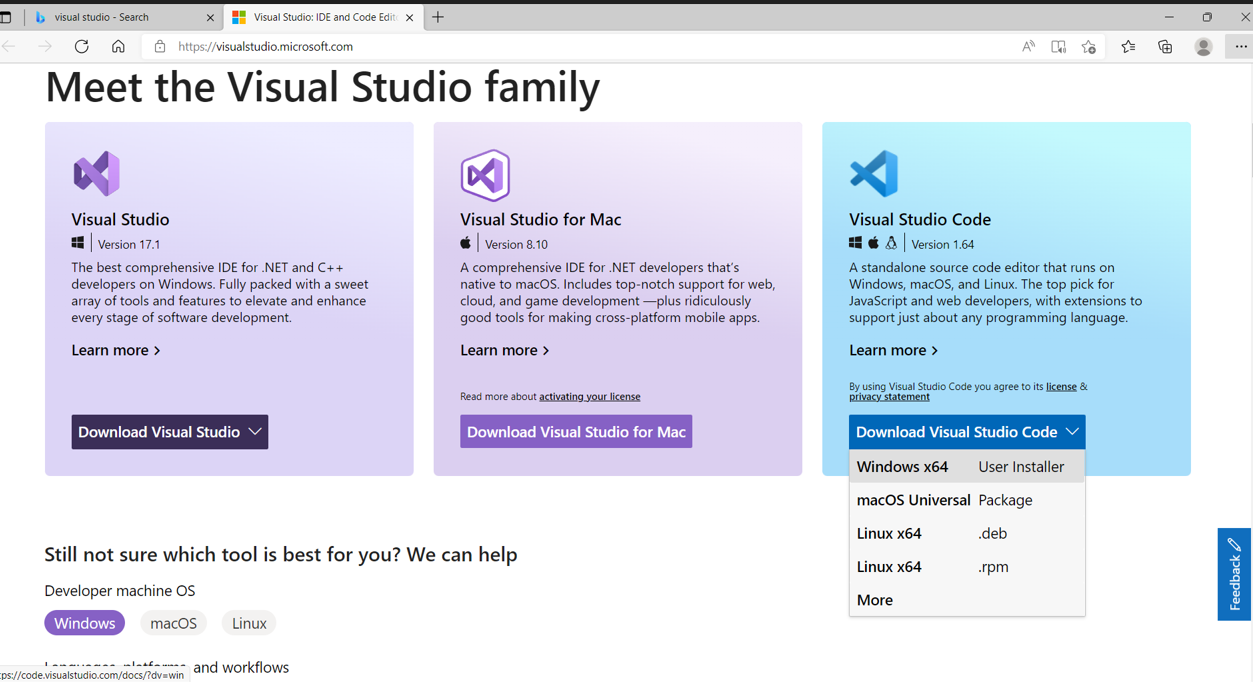 visual studio - Search
Visual Studio: IDE and Code Edit
https://visualstudio.microsoft.com
Meet the Visual Studio family
Visual Studio
Version 17.1
The best comprehensive IDE for .NET and C++
developers on Windows. Fully packed with a sweet
array of tools and features to elevate and enhance
every stage of software development.
Learn more
Download Visual Studio
Visual Studio for Mac
Version 8.10
A comprehensive IDE for .NET developers that's
native to macOS. Includes top-notch support for web,
cloud, and game development —plus ridiculously
good tools for making cross-platform mobile apps.
Learn more
Read more about activating your license
Download Visual Studio for Mac
Visual Studio Code
Version 1.64
A standalone source code editor that runs on
Windows, macOS, and Linux. The top pick for
JavaScript and web developers, with extensions to
support just about any programming language.
Learn more
By using Visual Studio Code you agree to its license &
privacy statement
Download Visual Studio Code
Windows x64 User Installer
macOS Universal Package
Linux x64 .deb
Linux x64 .rpm
More
Still not sure which tool is best for you? We can help
Developer machine OS
Windows macOS Linux
Languages, platforms, and workflows
ps://code.visualstudio.com/docs/?dv=win
Feedback